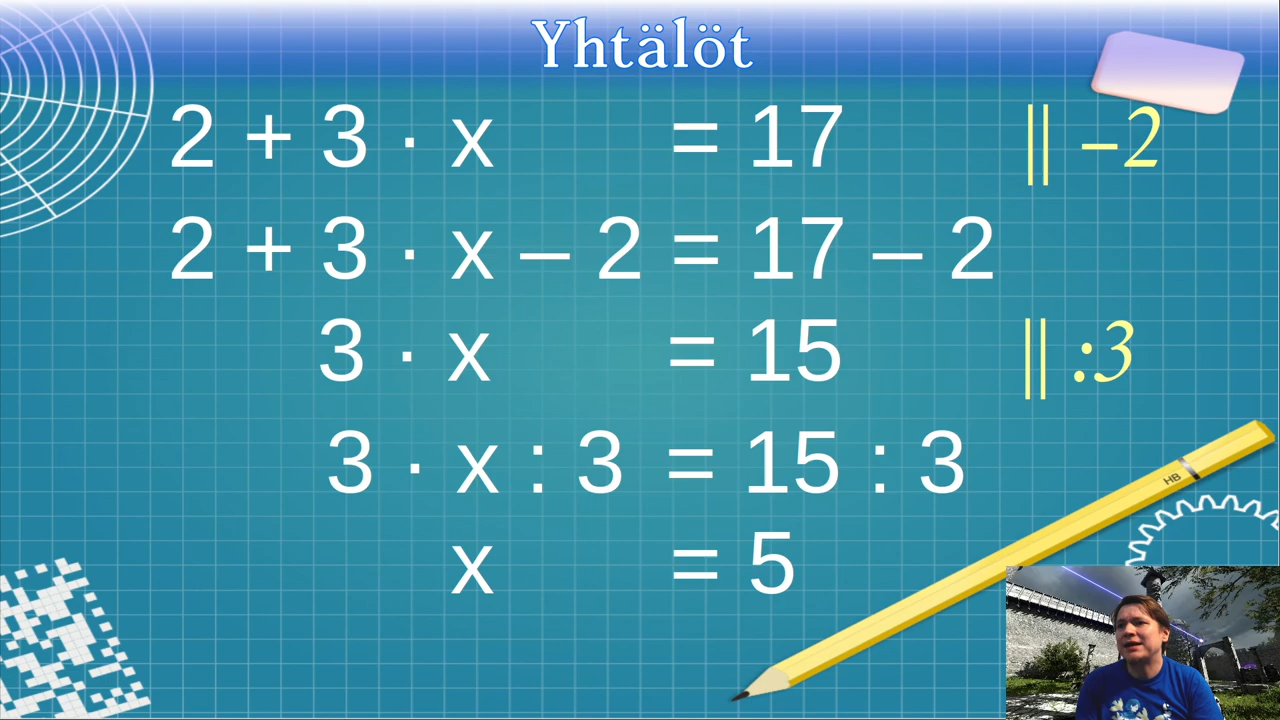 Yhtälöt
2 + 3 · x = 17 || –2
2 + 3 · x – 2 = 17 – 2
3 · x = 15 || :3
3 · x : 3 = 15 : 3
x = 5
HB